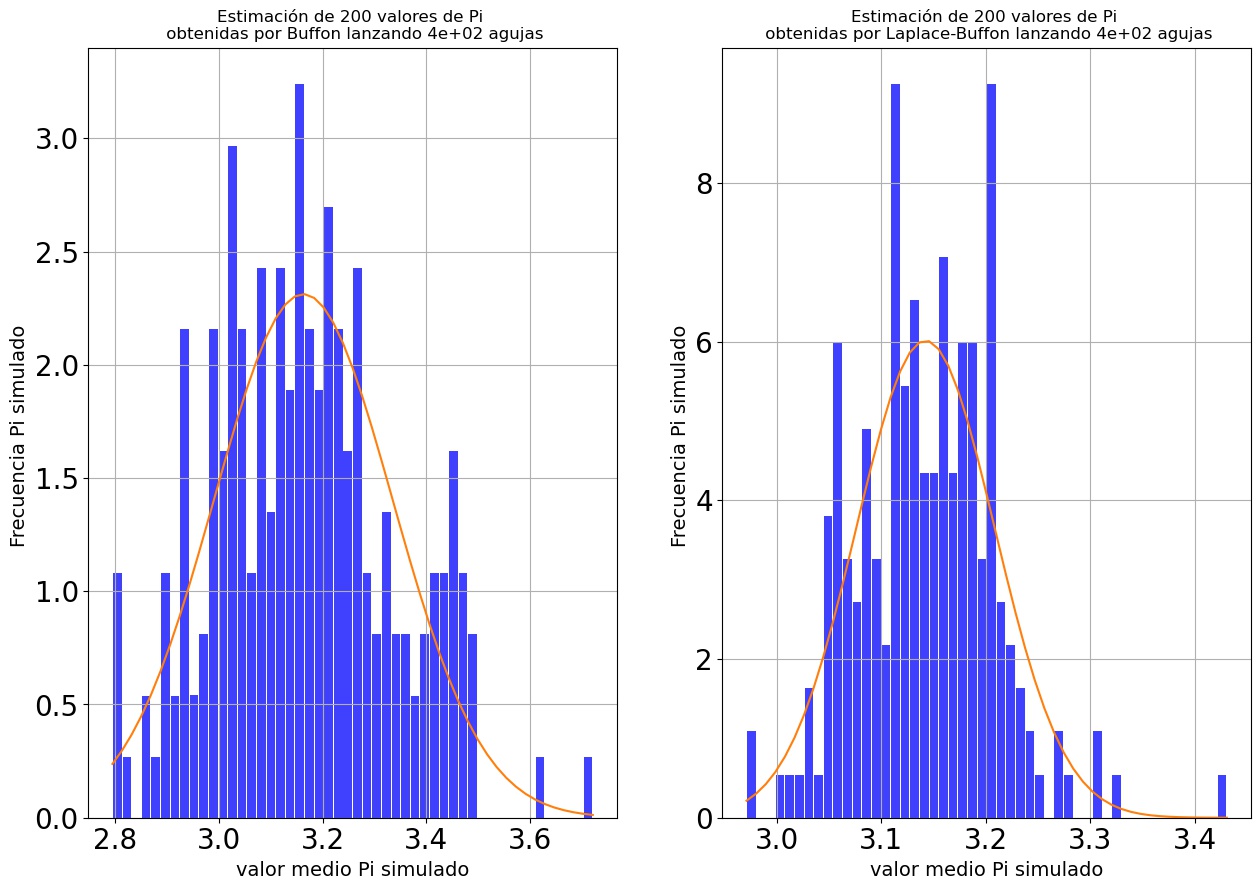 Estimación de 200 valores de Pi
obtenidas por Buffon lanzando 4e+02 agujas
Frecuencia Pi simulado
3.0
2.5
2.0
1.5
1.0
0.5
0.0
2.8 3.0 3.2 3.4 3.6
valor medio Pi simulado
Estimación de 200 valores de Pi
obtenidas por Laplace-Buffon lanzando 4e+02 agujas
Frecuencia Pi simulado
8
6
4
2
0
3.0 3.1 3.2 3.3 3.4
valor medio Pi simulado